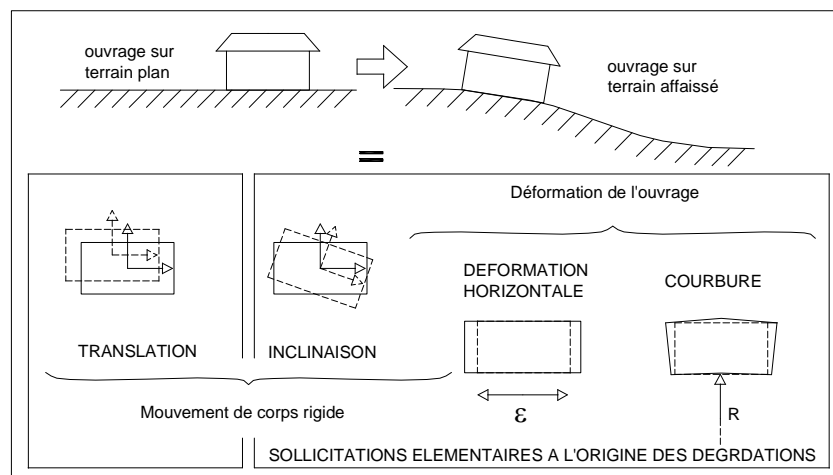 ouvrage sur
terrain plan
ouvrage sur
terrain affaissé
=
Déformation de l'ouvrage
DEFORMATION
HORIZONTALE
COURBURE
TRANSLATION
INCLINAISON
ε
R
Mouvement de corps rigide
SOLLICITATIONS ELEMENTAIRES A L'ORIGINE DES DEGRDATIONS